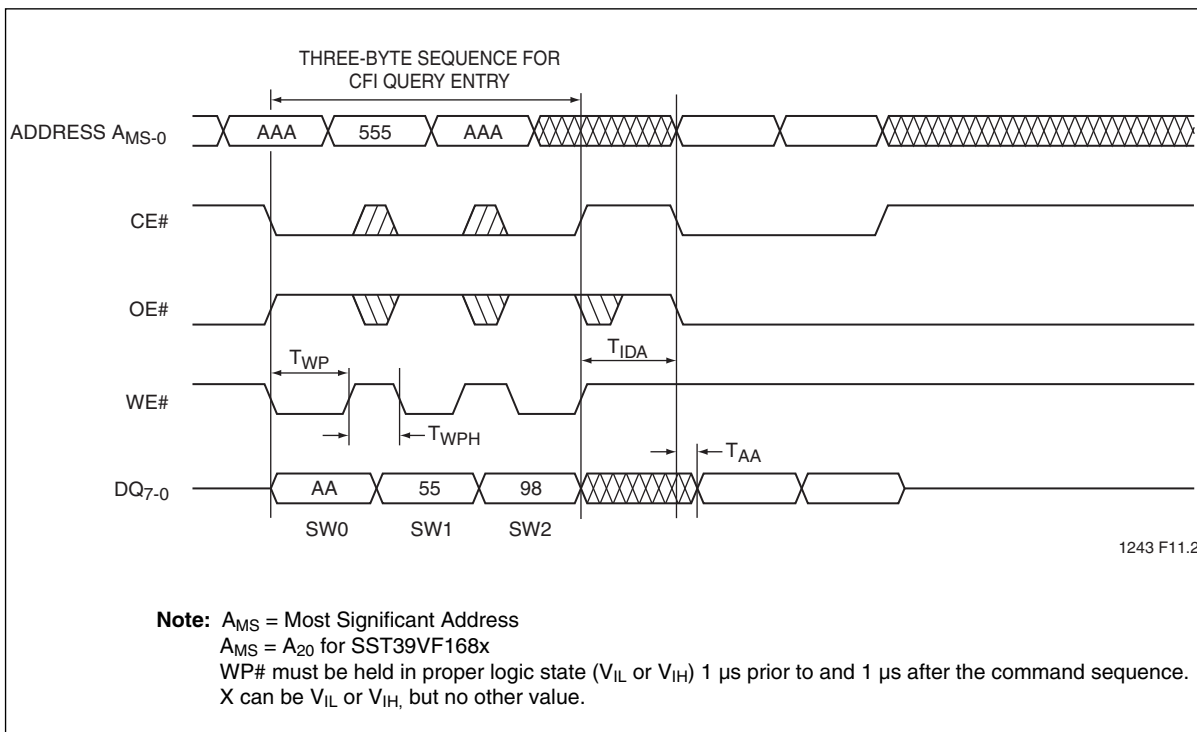 THREE-BYTE SEQUENCE FOR
CFI QUERY ENTRY
ADDRESS AMS-0
AAA 555 AAA
CE#
OE#
TWP TIDA
WE#
TWPH
TAA
DQ7-0
AA 55 98
SW0 SW1 SW2
1243 F11.2
Note: AMS = Most Significant Address
AMS = A20 for SST39VF168x
WP# must be held in proper logic state (VIL or VIH) 1 µs prior to and 1 µs after the command sequence.
X can be VIL or VIH, but no other value.